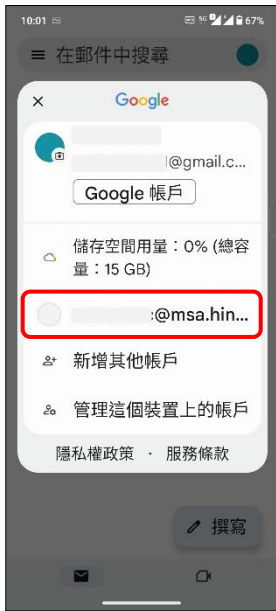 10:01
5G
67%
在郵件中搜尋
Google
@gmail.c...
Google 帳戶
儲存空間用量：0% (總容
量：15 GB)
:@msa.hin...
新增其他帳戶
管理這個裝置上的帳戶
隱私權政策 · 服務條款
撰寫